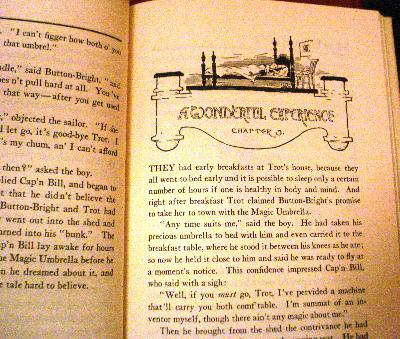 "I can't figger how both o' you
that umbrel."
dle," said Button-Bright, "and
n't pull hard at all. You've
that way—after you get used
," objected the sailor. "If she
d let go, it's good-bye Trot. I
's my chum, an' I can't afford
then?" asked the boy.
lied Cap'n Bill, and began to
t that he didn't believe the
Button-Bright and Trot had
went out into the shed and
urned into his "bunk." The
p'n Bill lay awake for hours
e Magic Umbrella before he
n he dreamed about it, and
e tale hard to believe.
A WONDERFUL EXPERIENCE
CHAPTER 3.
THEY had early breakfasts at Trot's house, because they
all went to bed early and it is possible to sleep only a certain
number of hours if one is healthy in body and mind. And
right after breakfast Trot claimed Button-Bright's promise
to take her to town with the Magic Umbrella.
"Any time suits me," said the boy. He had taken his
precious umbrella to bed with him and even carried it to the
breakfast table, where he stood it between his knees as he ate;
so now he held it close to him and said he was ready to fly at
a moment's notice. This confidence impressed Cap'n Bill,
who said with a sigh:
"Well, if you must go, Trot, I've pervided a machine
that'll carry you both comf'table. I'm summat of an in-
ventor myself, though there ain't any magic about me."
Then he brought from the shed the contrivance he had
He had